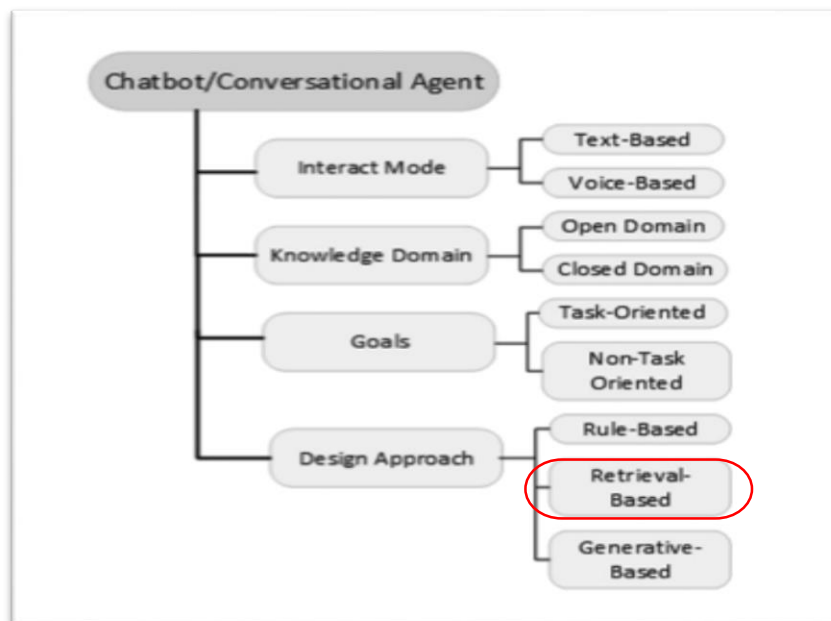 Chatbot/Conversational Agent
Interact Mode
Text-Based
Voice-Based
Knowledge Domain
Open Domain
Closed Domain
Goals
Task-Oriented
Non-Task
Oriented
Design Approach
Rule-Based
Retrieval-
Based
Generative-
Based